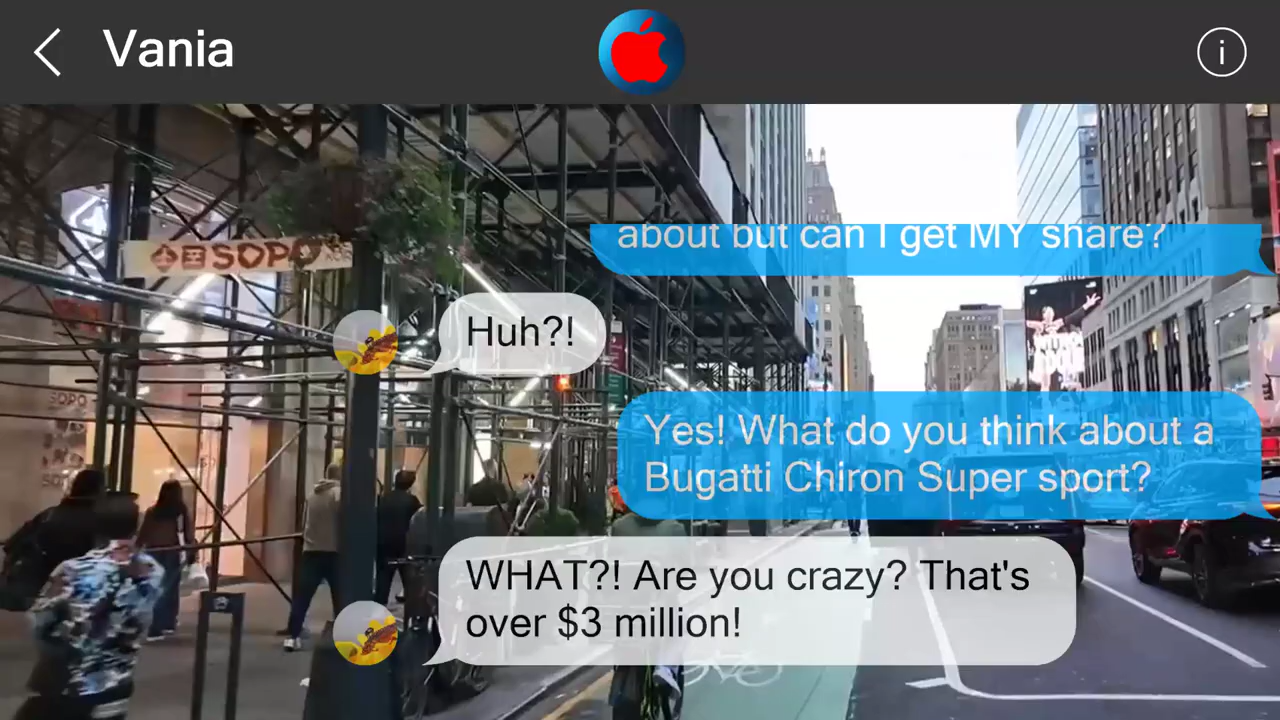 Vania
about but can I get MY share?
Huh?!
Yes! What do you think about a
Bugatti Chiron Super sport?
WHAT?! Are you crazy? That's
over $3 million!
SOPO
SOPO